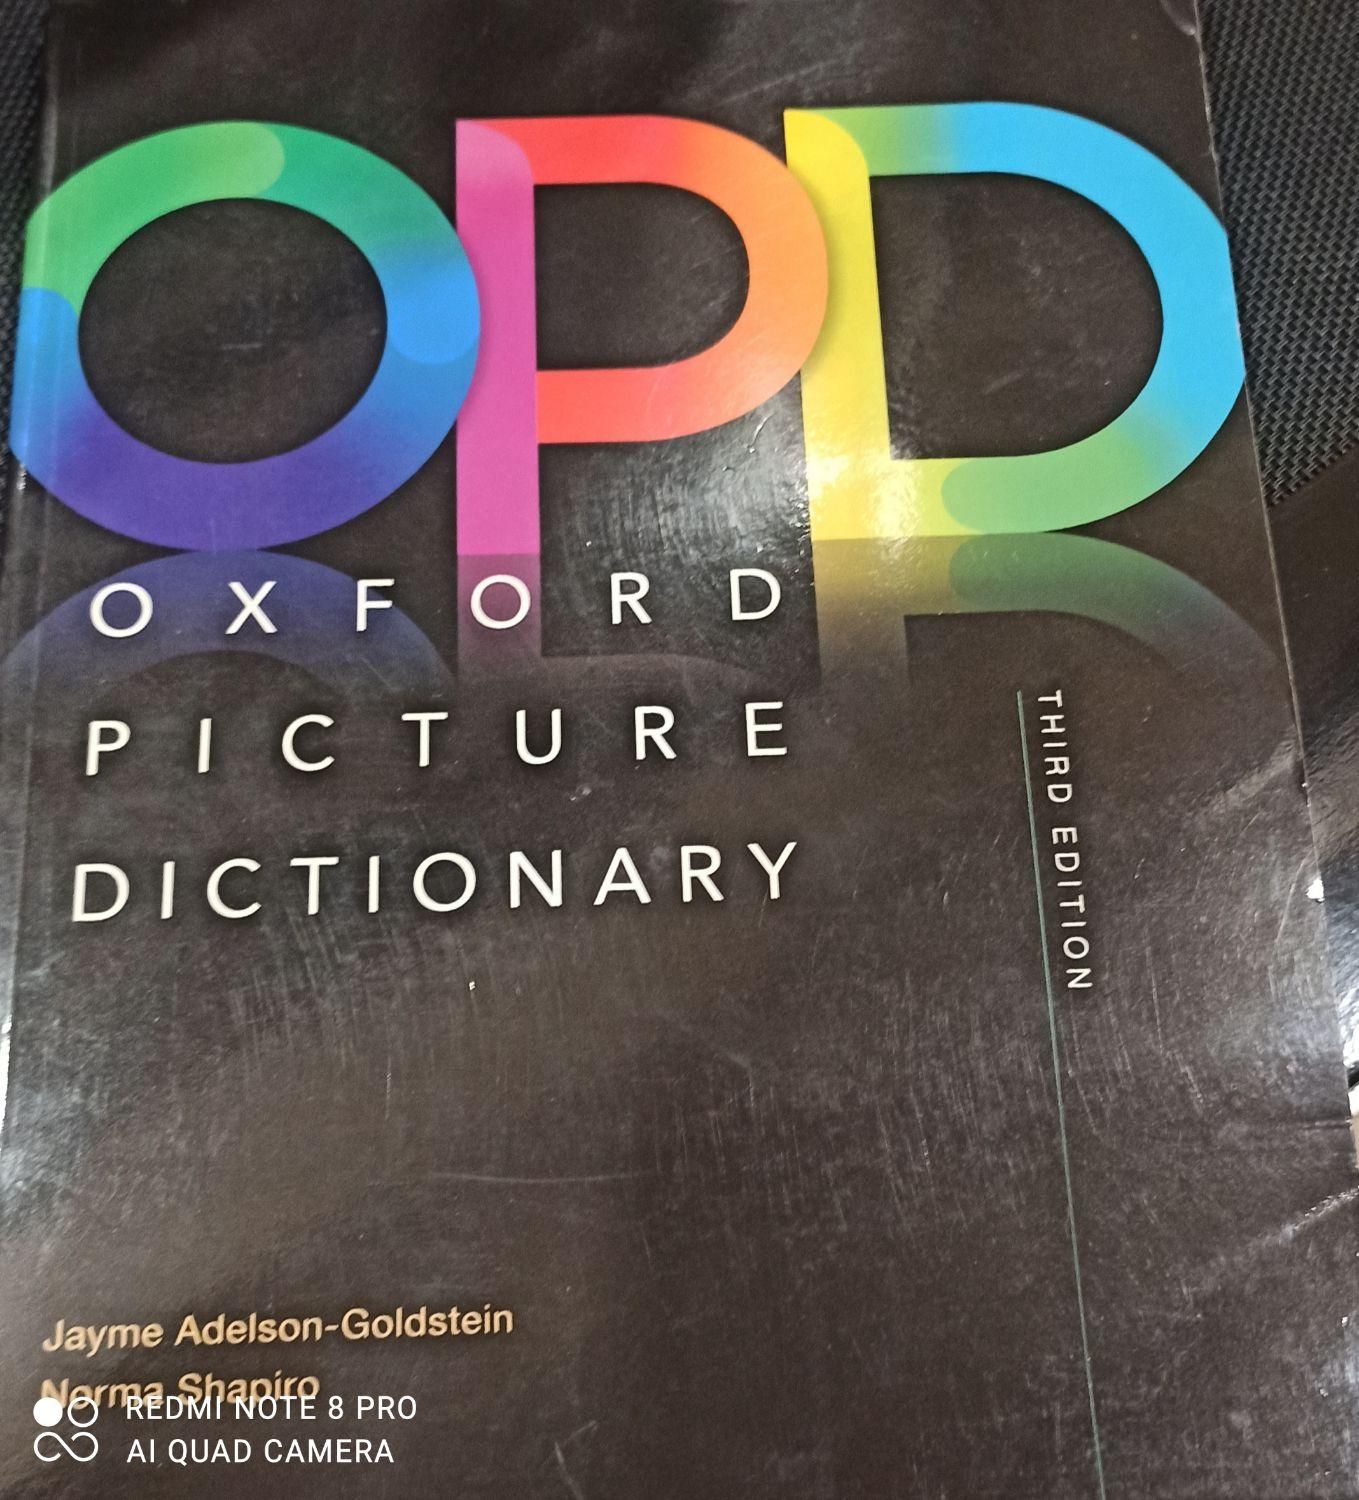 OPD
OXFORD
PICTURE
DICTIONARY
THIRD EDITION
Jayme Adelson-Goldstein
Norma Shapiro
REDMI NOTE 8 PRO
AI QUAD CAMERA